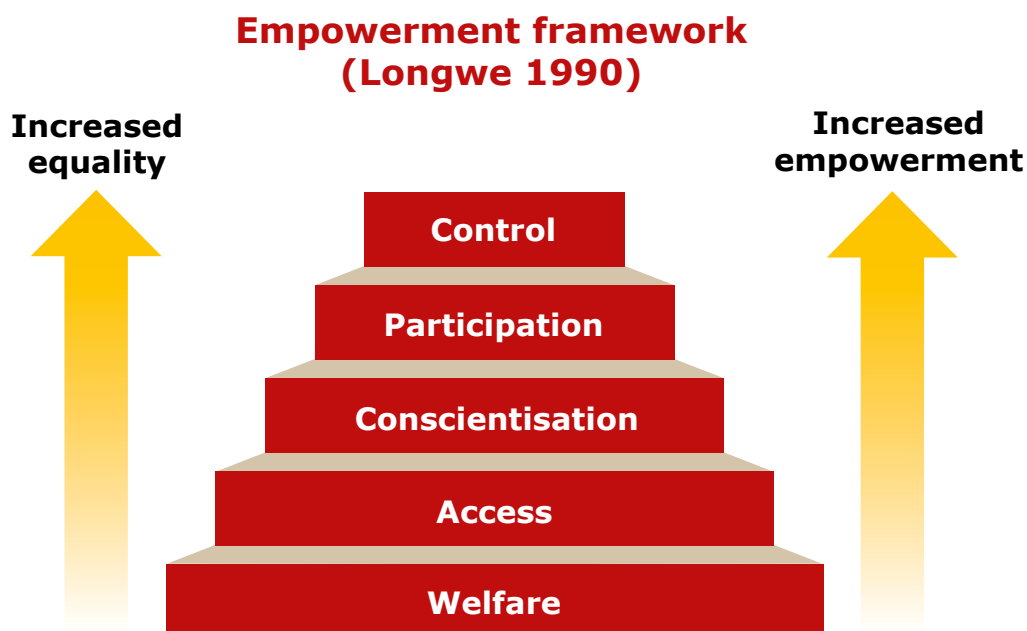 Empowerment framework
(Longwe 1990)
Increased
equality
Increased
empowerment
Control
Participation
Conscientisation
Access
Welfare